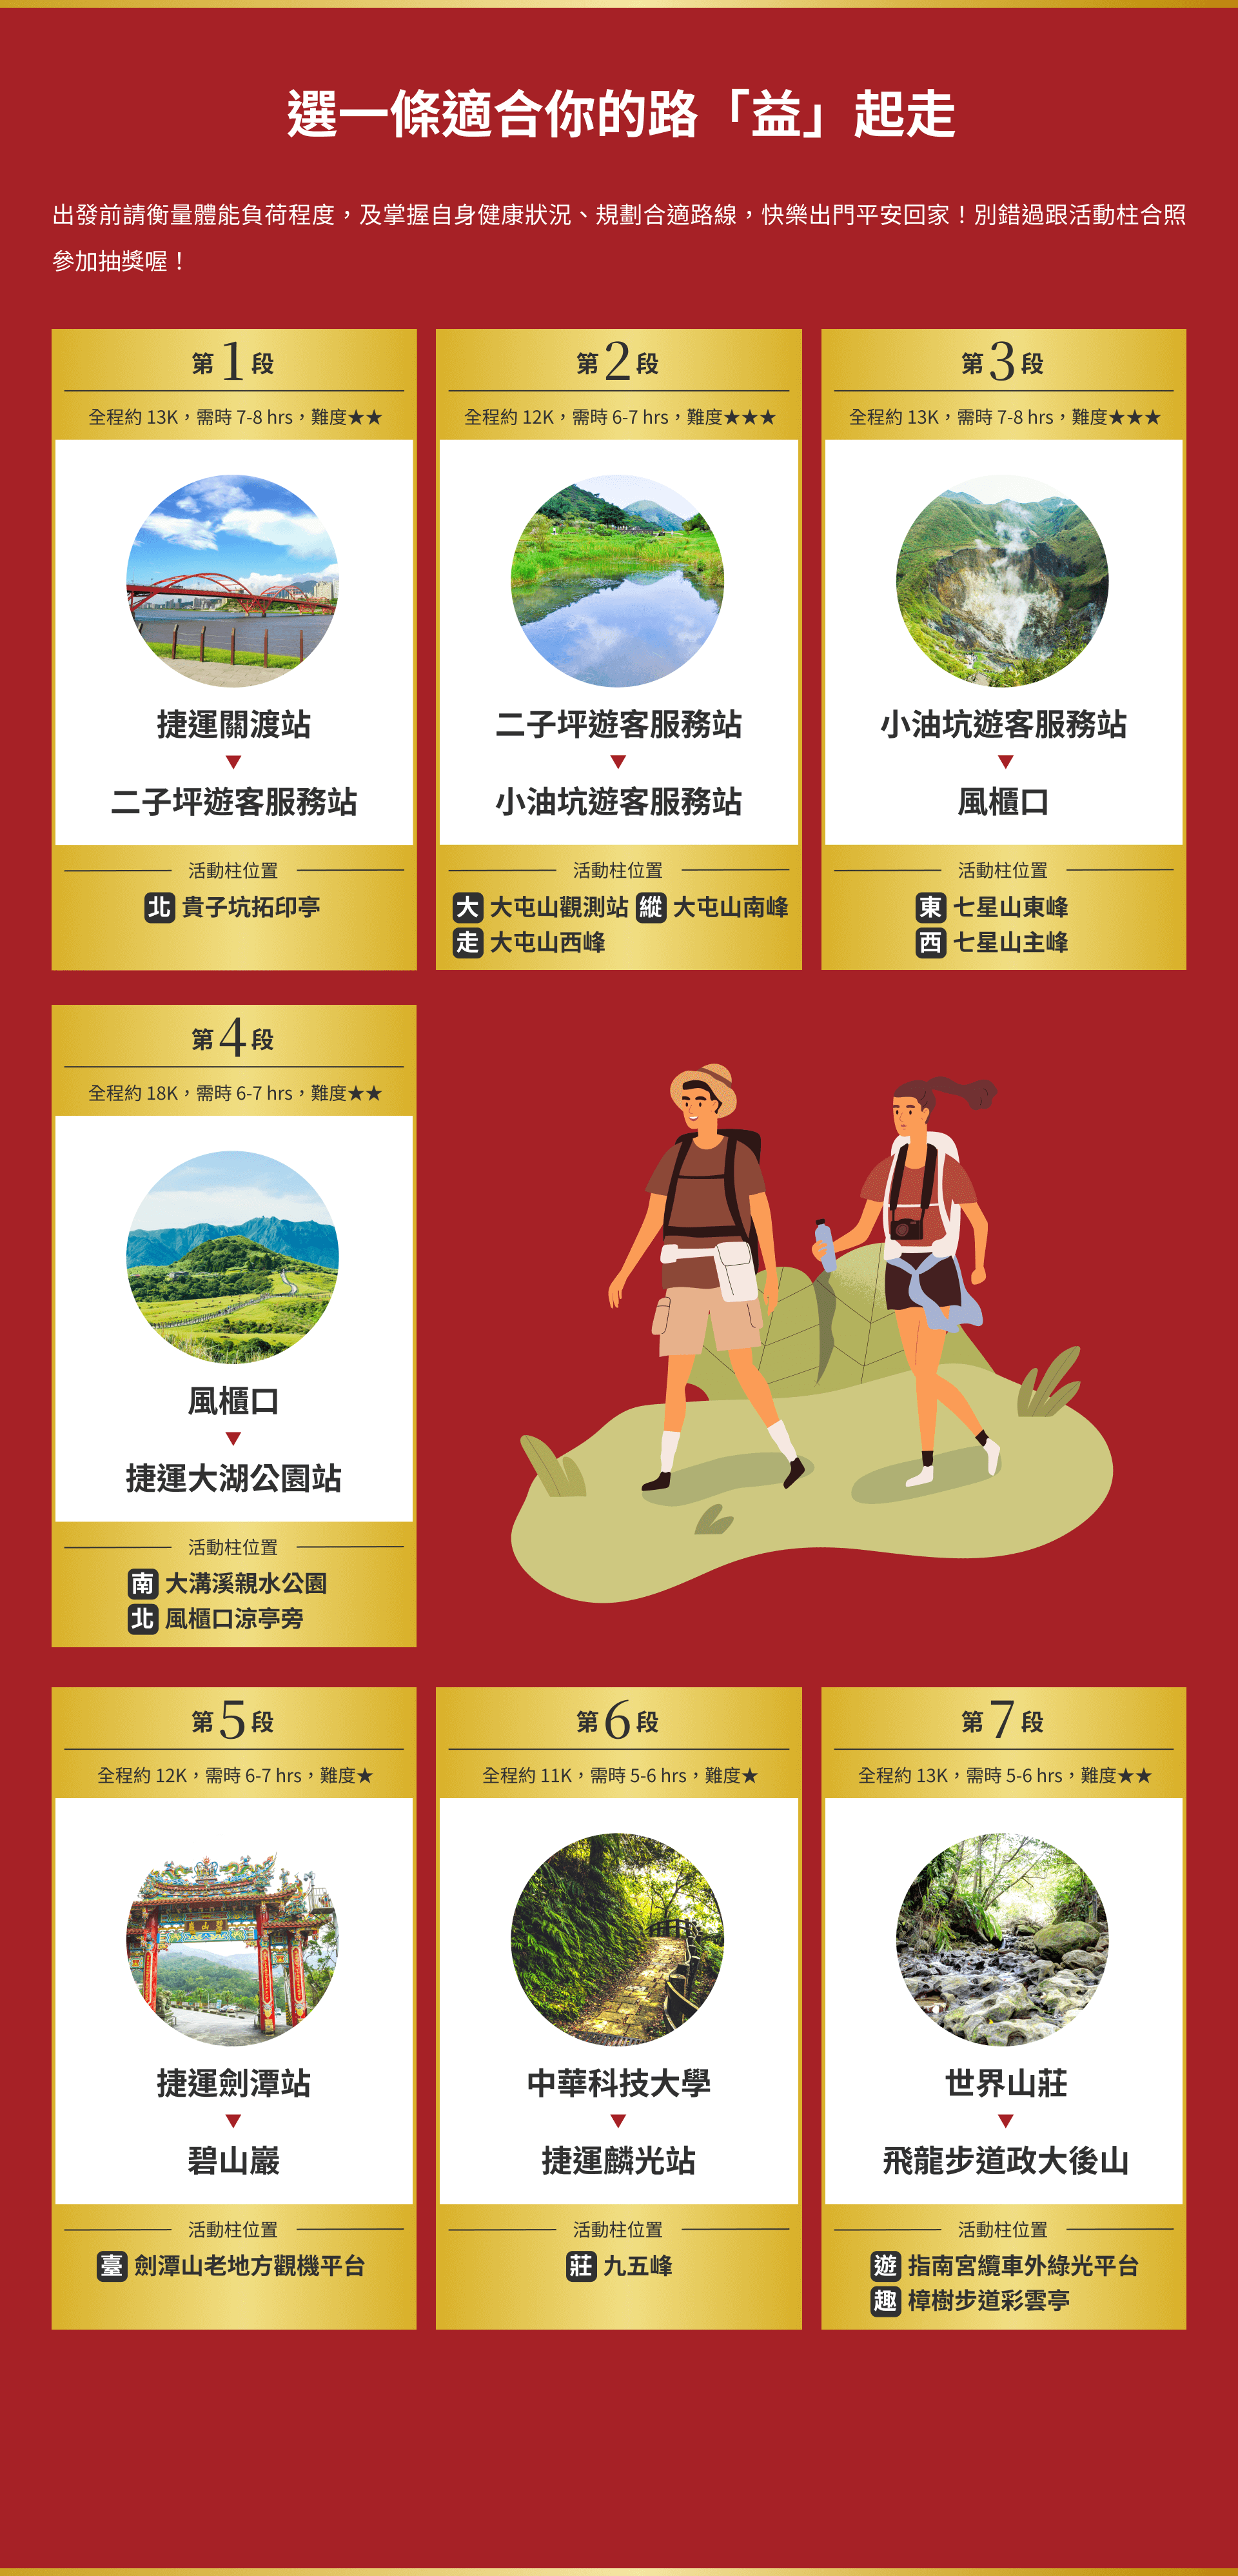 選一條適合你的路「益」起走
出發前請衡量體能負荷程度，及掌握自身健康狀況、規劃合適路線，快樂出門平安回家！別錯過跟活動柱合照
參加抽獎喔！
第1段
全程約 13K，需時 7-8 hrs，難度★★
捷運關渡站
▼
二子坪遊客服務站
活動柱位置
北 貴子坑拓印亭
第2段
全程約 12K，需時 6-7 hrs，難度★★★
二子坪遊客服務站
▼
小油坑遊客服務站
活動柱位置
大 大屯山觀測站 縱 大屯山南峰
走 大屯山西峰
第3段
全程約 13K，需時 7-8 hrs，難度★★★
小油坑遊客服務站
▼
風櫃口
活動柱位置
東 七星山東峰
西 七星山主峰
第4段
全程約 18K，需時 6-7 hrs，難度★★
風櫃口
▼
捷運大湖公園站
活動柱位置
南 大溝溪親水公園
北 風櫃口涼亭旁
第5段
全程約 12K，需時 6-7 hrs，難度★
捷運劍潭站
▼
碧山巖
活動柱位置
臺 劍潭山老地方觀機平台
第6段
全程約 11K，需時 5-6 hrs，難度★
中華科技大學
▼
捷運麟光站
活動柱位置
莊 九五峰
第7段
全程約 13K，需時 5-6 hrs，難度★★
世界山莊
▼
飛龍步道政大後山
活動柱位置
遊 指南宮纜車外綠光平台
趣 樟樹步道彩雲亭